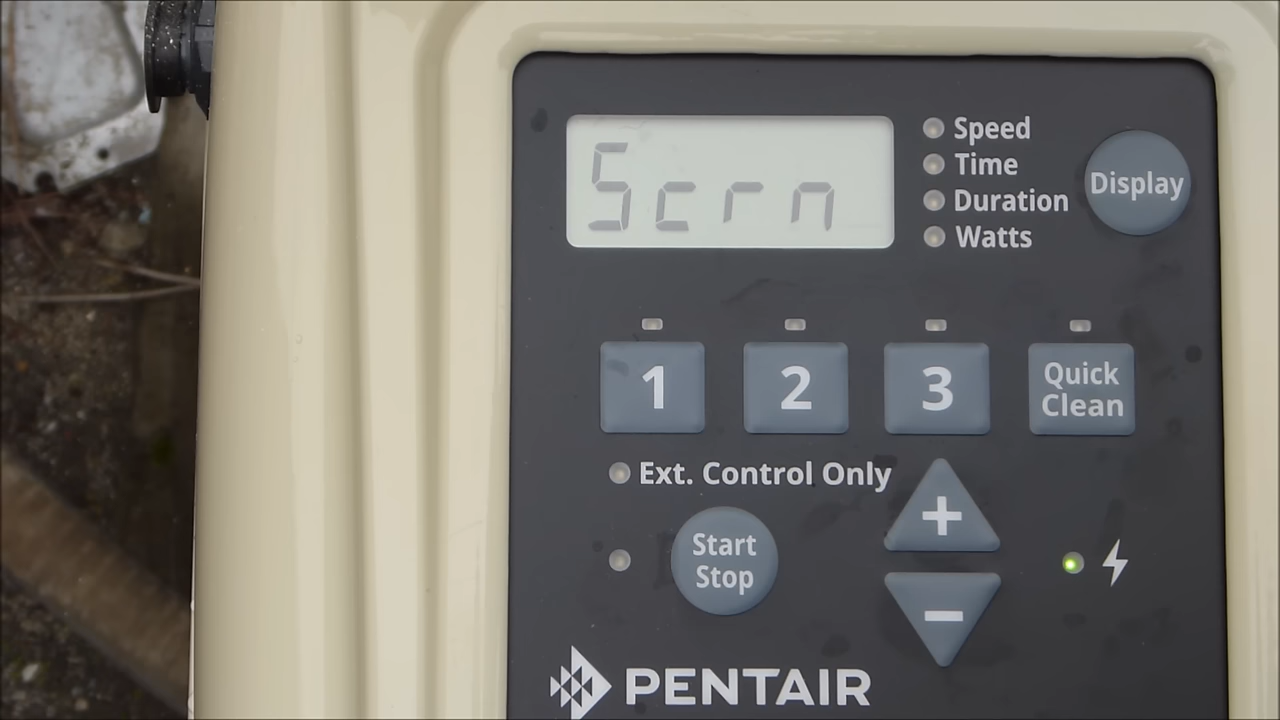 Scrn
Speed
Time
Duration
Watts
Display
1
2
3
Quick
Clean
Ext. Control Only
+
Start
Stop
-
PENTAIR